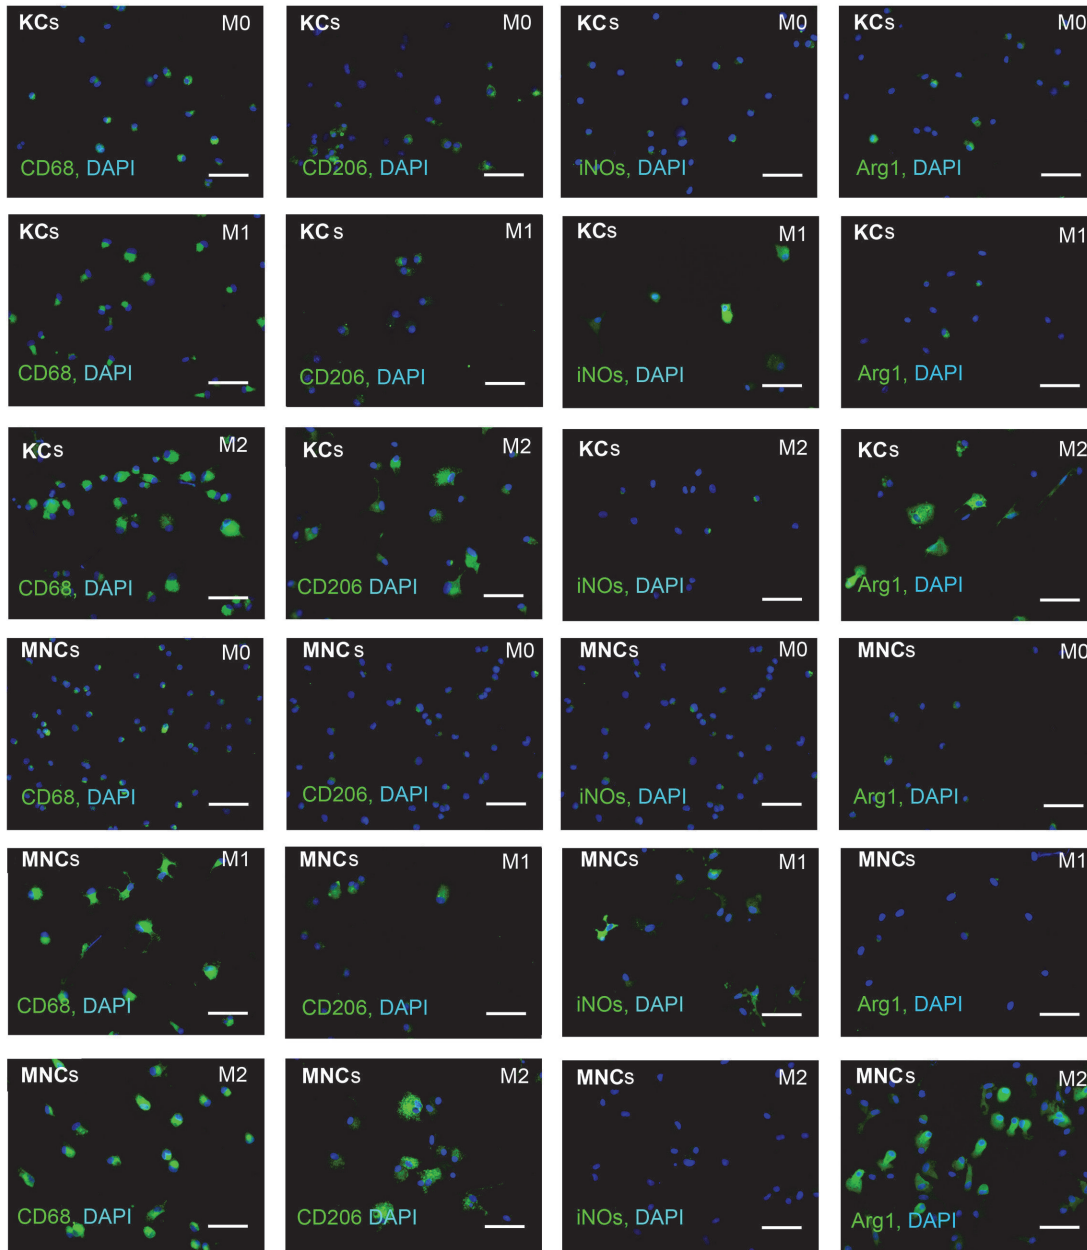 KCs M0
CD68, DAPI
KCs M0
CD206, DAPI
KCs M0
iNOs, DAPI
KCs M0
Arg1, DAPI
KCs M1
CD68, DAPI
KCs M1
CD206, DAPI
KCs M1
iNOs, DAPI
KCs M1
Arg1, DAPI
KCs M2
CD68, DAPI
KCs M2
CD206 DAPI
KCs M2
iNOs, DAPI
KCs M2
Arg1, DAPI
MNCs M0
CD68, DAPI
MNCs M0
CD206, DAPI
MNCs M0
iNOs, DAPI
MNCs M0
Arg1, DAPI
MNCs M1
CD68, DAPI
MNCs M1
CD206, DAPI
MNCs M1
iNOs, DAPI
MNCs M1
Arg1, DAPI
MNCs M2
CD68, DAPI
MNCs M2
CD206 DAPI
MNCs M2
iNOs, DAPI
MNCs M2
Arg1, DAPI